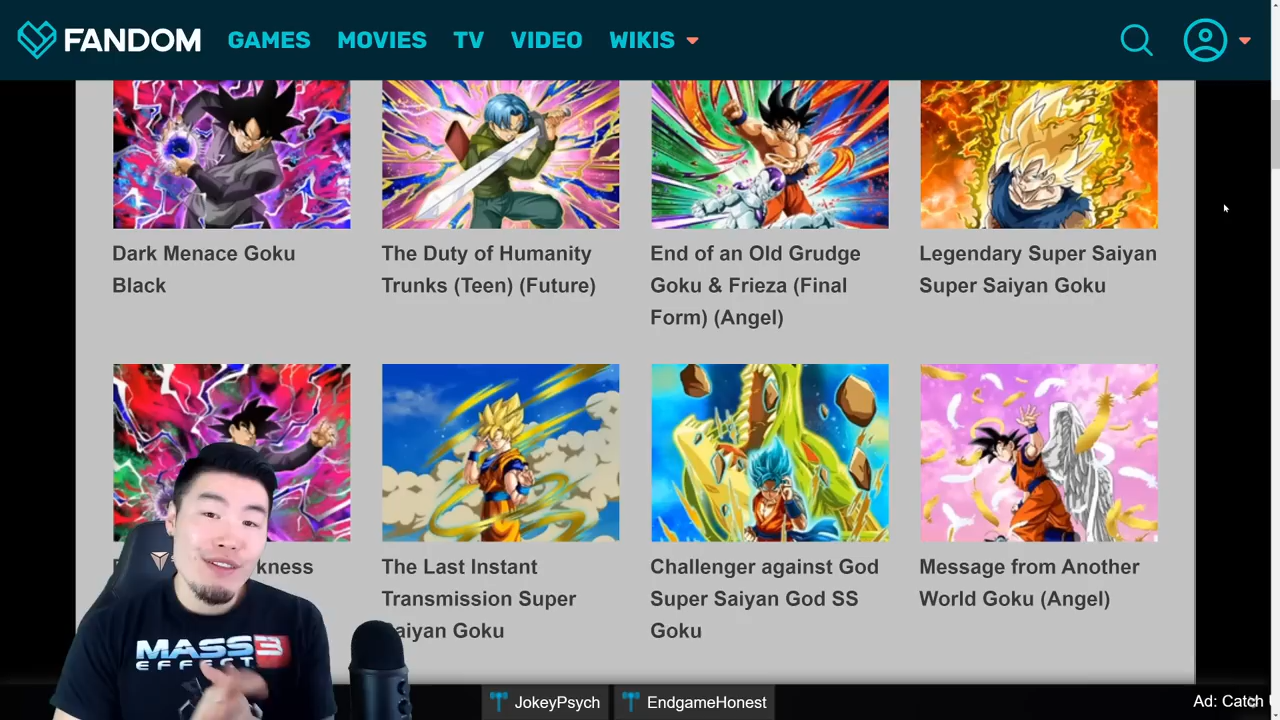 FANDOM GAMES MOVIES TV VIDEO WIKIS
Dark Menace Goku
Black
The Duty of Humanity
Trunks (Teen) (Future)
End of an Old Grudge
Goku & Frieza (Final
Form) (Angel)
Legendary Super Saiyan
Super Saiyan Goku
kness
The Last Instant
Transmission Super
aiyan Goku
Challenger against God
Super Saiyan God SS
Goku
Message from Another
World Goku (Angel)
MASS 3
EFFECT
JokeyPsych
EndgameHonest
Ad: Catch